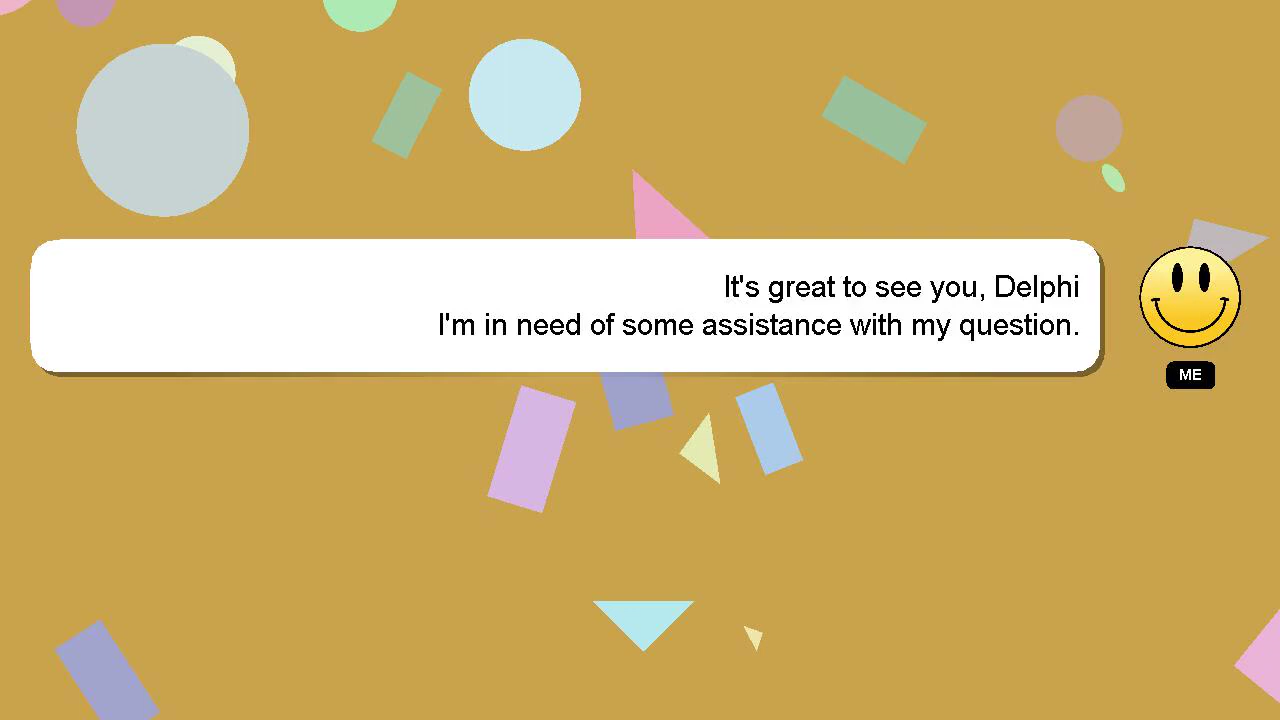 It's great to see you, Delphi
I'm in need of some assistance with my question.
ME